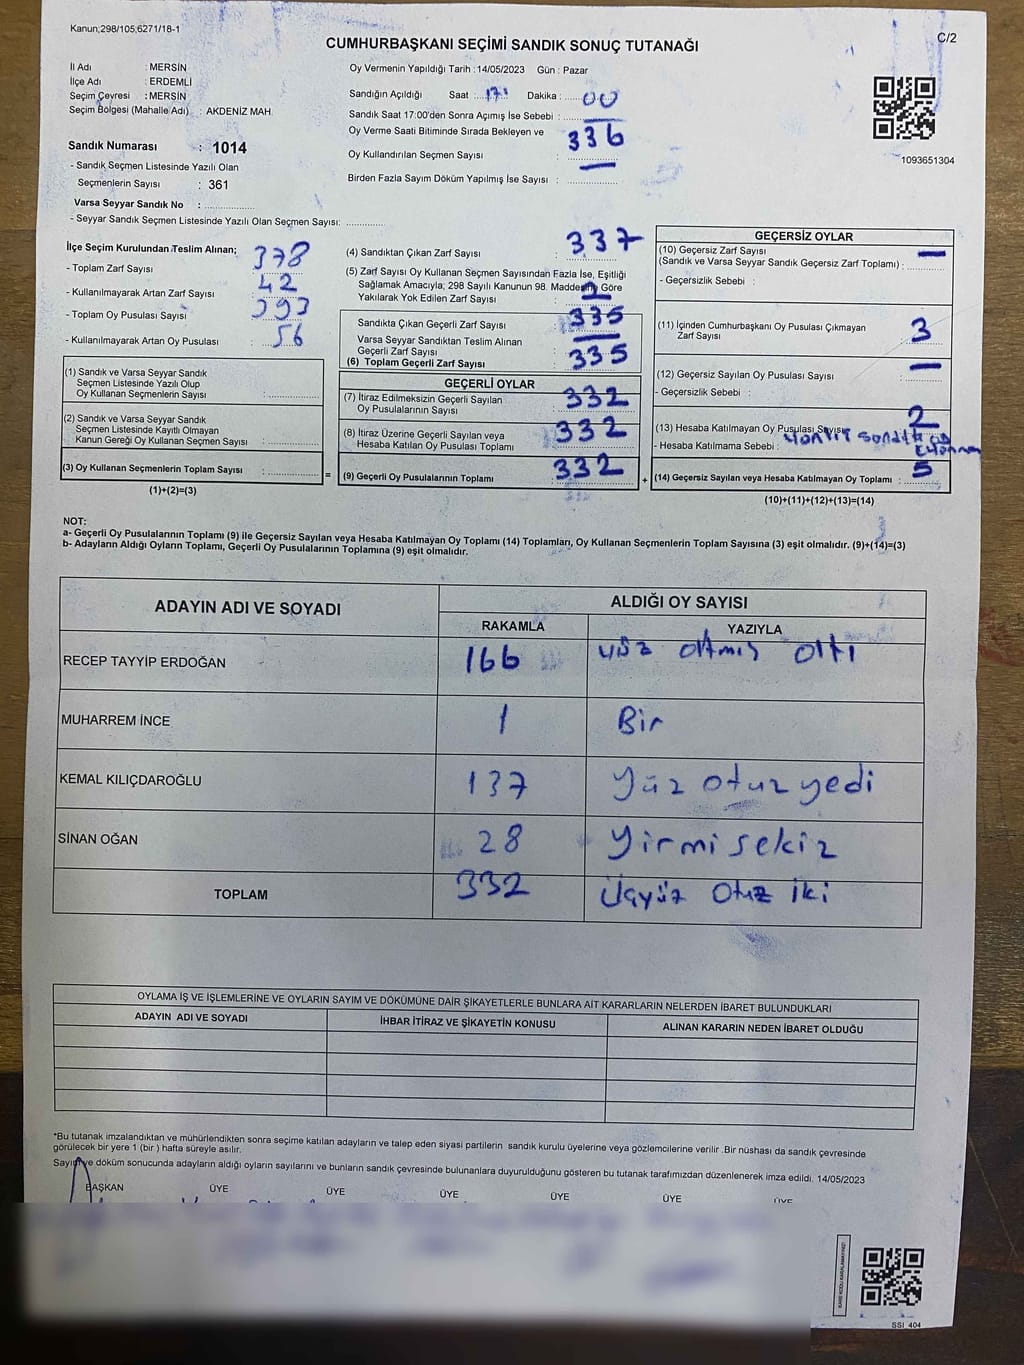 Kanun;298/105;6271/18-1
C/2
CUMHURBAŞKANI SEÇİMİ SANDIK SONUÇ TUTANAĞI
İl Adı : MERSİN
İlçe Adı : ERDEMLİ
Seçim Çevresi : MERSİN
Seçim Bölgesi (Mahalle Adı) : AKDENİZ MAH.
Sandık Numarası : 1014
- Sandık Seçmen Listesinde Yazılı Olan
Seçmenlerin Sayısı : 361
Varsa Seyyar Sandık No :
- Seyyar Sandık Seçmen Listesinde Yazılı Olan Seçmen Sayısı:
Oy Vermenin Yapıldığı Tarih : 14/05/2023 Gün : Pazar
Sandığın Açıldığı Saat : 17: Dakika : 00
Sandık Saat 17:00'den Sonra Açımış İse Sebebi :
Oy Verme Saati Bitiminde Sırada Bekleyen ve
Oy Kullandırılan Seçmen Sayısı : 336
Birden Fazla Sayım Döküm Yapılmış İse Sayısı :
1093651304
İlçe Seçim Kurulundan Teslim Alınan;
- Toplam Zarf Sayısı : 378
- Kullanılmayarak Artan Zarf Sayısı : 42
- Toplam Oy Pusulası Sayısı : 393
- Kullanılmayarak Artan Oy Pusulası : 56
(1) Sandık ve Varsa Seyyar Sandık
Seçmen Listesinde Yazılı Olup
Oy Kullanan Seçmenlerin Sayısı :
(2) Sandık ve Varsa Seyyar Sandık
Seçmen Listesinde Kayıtlı Olmayan
Kanun Gereği Oy Kullanan Seçmen Sayısı :
(3) Oy Kullanan Seçmenlerin Toplam Sayısı :
(1)+(2)=(3)
(4) Sandıktan Çıkan Zarf Sayısı : 337
(5) Zarf Sayısı Oy Kullanan Seçmen Sayısından Fazla İse, Eşitliği
Sağlamak Amacıyla; 298 Sayılı Kanunun 98. Maddesine Göre
Yakılarak Yok Edilen Zarf Sayısı : 2
Sandıkta Çıkan Geçerli Zarf Sayısı : 335
Varsa Seyyar Sandıktan Teslim Alınan
Geçerli Zarf Sayısı : —
(6) Toplam Geçerli Zarf Sayısı : 335
GEÇERLİ OYLAR
(7) İtiraz Edilmeksizin Geçerli Sayılan
Oy Pusulalarının Sayısı : 332
(8) İtiraz Üzerine Geçerli Sayılan veya
Hesaba Katılan Oy Pusulası Toplamı : 332
= (9) Geçerli Oy Pusulalarının Toplamı : 332
GEÇERSİZ OYLAR
(10) Geçersiz Zarf Sayısı
(Sandık ve Varsa Seyyar Sandık Geçersiz Zarf Toplamı) : —
- Geçersizlik Sebebi :
(11) İçinden Cumhurbaşkanı Oy Pusulası Çıkmayan
Zarf Sayısı : 3
(12) Geçersiz Sayılan Oy Pusulası Sayısı : —
- Geçersizlik Sebebi :
(13) Hesaba Katılmayan Oy Pusulası Sayısı : 2
- Hesaba Katılmama Sebebi :
+ (14) Geçersiz Sayılan veya Hesaba Katılmayan Oy Toplamı : 5
(10)+(11)+(12)+(13)=(14)
NOT:
a- Geçerli Oy Pusulalarının Toplamı (9) ile Geçersiz Sayılan veya Hesaba Katılmayan Oy Toplamı (14) Toplamları, Oy Kullanan Seçmenlerin Toplam Sayısına (3) eşit olmalıdır. (9)+(14)=(3)
b- Adayların Aldığı Oyların Toplamı, Geçerli Oy Pusulalarının Toplamına (9) eşit olmalıdır.
ADAYIN ADI VE SOYADI
ALDIĞI OY SAYISI
RAKAMLA YAZIYLA
RECEP TAYYİP ERDOĞAN 166 yüz altmış altı
MUHARREM İNCE 1 Bir
KEMAL KILIÇDAROĞLU 137 Yüz otuz yedi
SİNAN OĞAN 28 Yirmi sekiz
TOPLAM 332 Üçyüz Otuz iki
OYLAMA İŞ VE İŞLEMLERİNE VE OYLARIN SAYIM VE DÖKÜMÜNE DAİR ŞİKAYETLERLE BUNLARA AİT KARARLARIN NELERDEN İBARET BULUNDUKLARI
ADAYIN ADI VE SOYADI İHBAR İTİRAZ VE ŞİKAYETİN KONUSU ALINAN KARARIN NEDEN İBARET OLDUĞU
*Bu tutanak imzalandıktan ve mühürlendikten sonra seçime katılan adayların ve talep eden siyasi partilerin sandık kurulu üyelerine veya gözlemcilerine verilir .Bir nüshası da sandık çevresinde
görülecek bir yere 1 (bir ) hafta süreyle asılır.
Sayım ve döküm sonucunda adayların aldığı oyların sayılarını ve bunların sandık çevresinde bulunanlara duyurulduğunu gösteren bu tutanak tarafımızdan düzenlenerek imza edildi. 14/05/2023
BAŞKAN ÜYE ÜYE ÜYE ÜYE ÜYE ÜYE
SSI_404